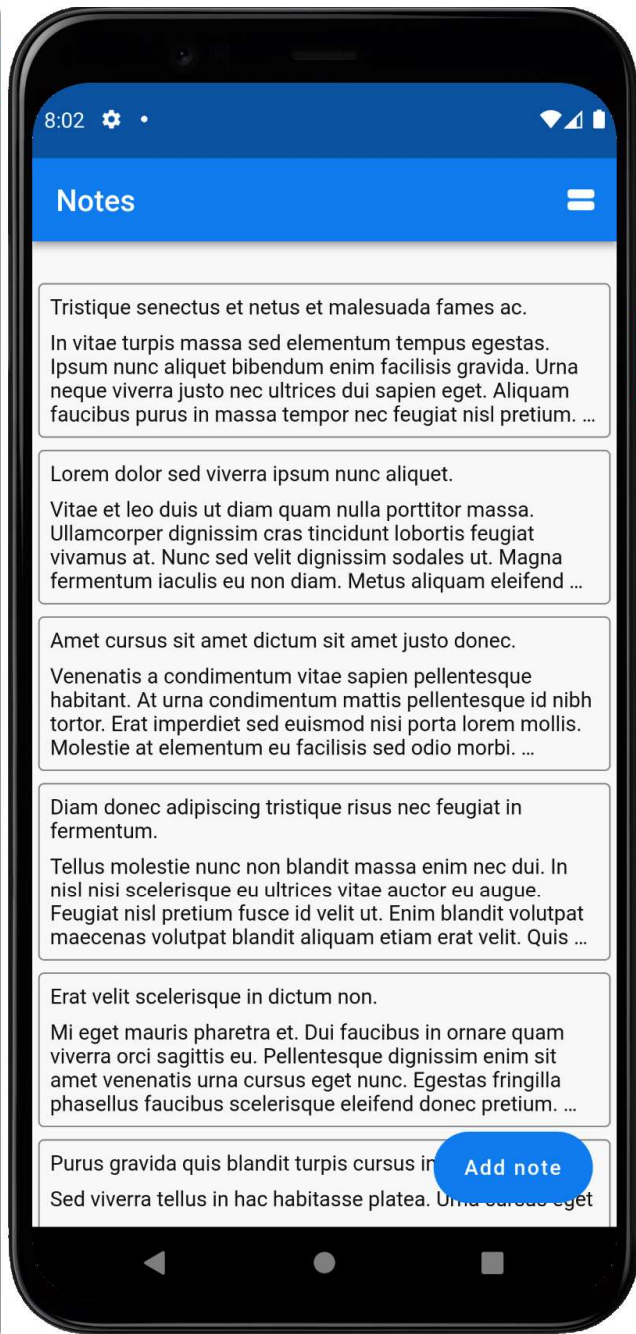 8:02
Notes
Tristique senectus et netus et malesuada fames ac.
In vitae turpis massa sed elementum tempus egestas.
Ipsum nunc aliquet bibendum enim facilisis gravida. Urna
neque viverra justo nec ultrices dui sapien eget. Aliquam
faucibus purus in massa tempor nec feugiat nisl pretium. …
Lorem dolor sed viverra ipsum nunc aliquet.
Vitae et leo duis ut diam quam nulla porttitor massa.
Ullamcorper dignissim cras tincidunt lobortis feugiat
vivamus at. Nunc sed velit dignissim sodales ut. Magna
fermentum iaculis eu non diam. Metus aliquam eleifend …
Amet cursus sit amet dictum sit amet justo donec.
Venenatis a condimentum vitae sapien pellentesque
habitant. At urna condimentum mattis pellentesque id nibh
tortor. Erat imperdiet sed euismod nisi porta lorem mollis.
Molestie at elementum eu facilisis sed odio morbi. …
Diam donec adipiscing tristique risus nec feugiat in
fermentum.
Tellus molestie nunc non blandit massa enim nec dui. In
nisl nisi scelerisque eu ultrices vitae auctor eu augue.
Feugiat nisl pretium fusce id velit ut. Enim blandit volutpat
maecenas volutpat blandit aliquam etiam erat velit. Quis …
Erat velit scelerisque in dictum non.
Mi eget mauris pharetra et. Dui faucibus in ornare quam
viverra orci sagittis eu. Pellentesque dignissim enim sit
amet venenatis urna cursus eget nunc. Egestas fringilla
phasellus faucibus scelerisque eleifend donec pretium. …
Purus gravida quis blandit turpis cursus in
Add note
Sed viverra tellus in hac habitasse platea. eget